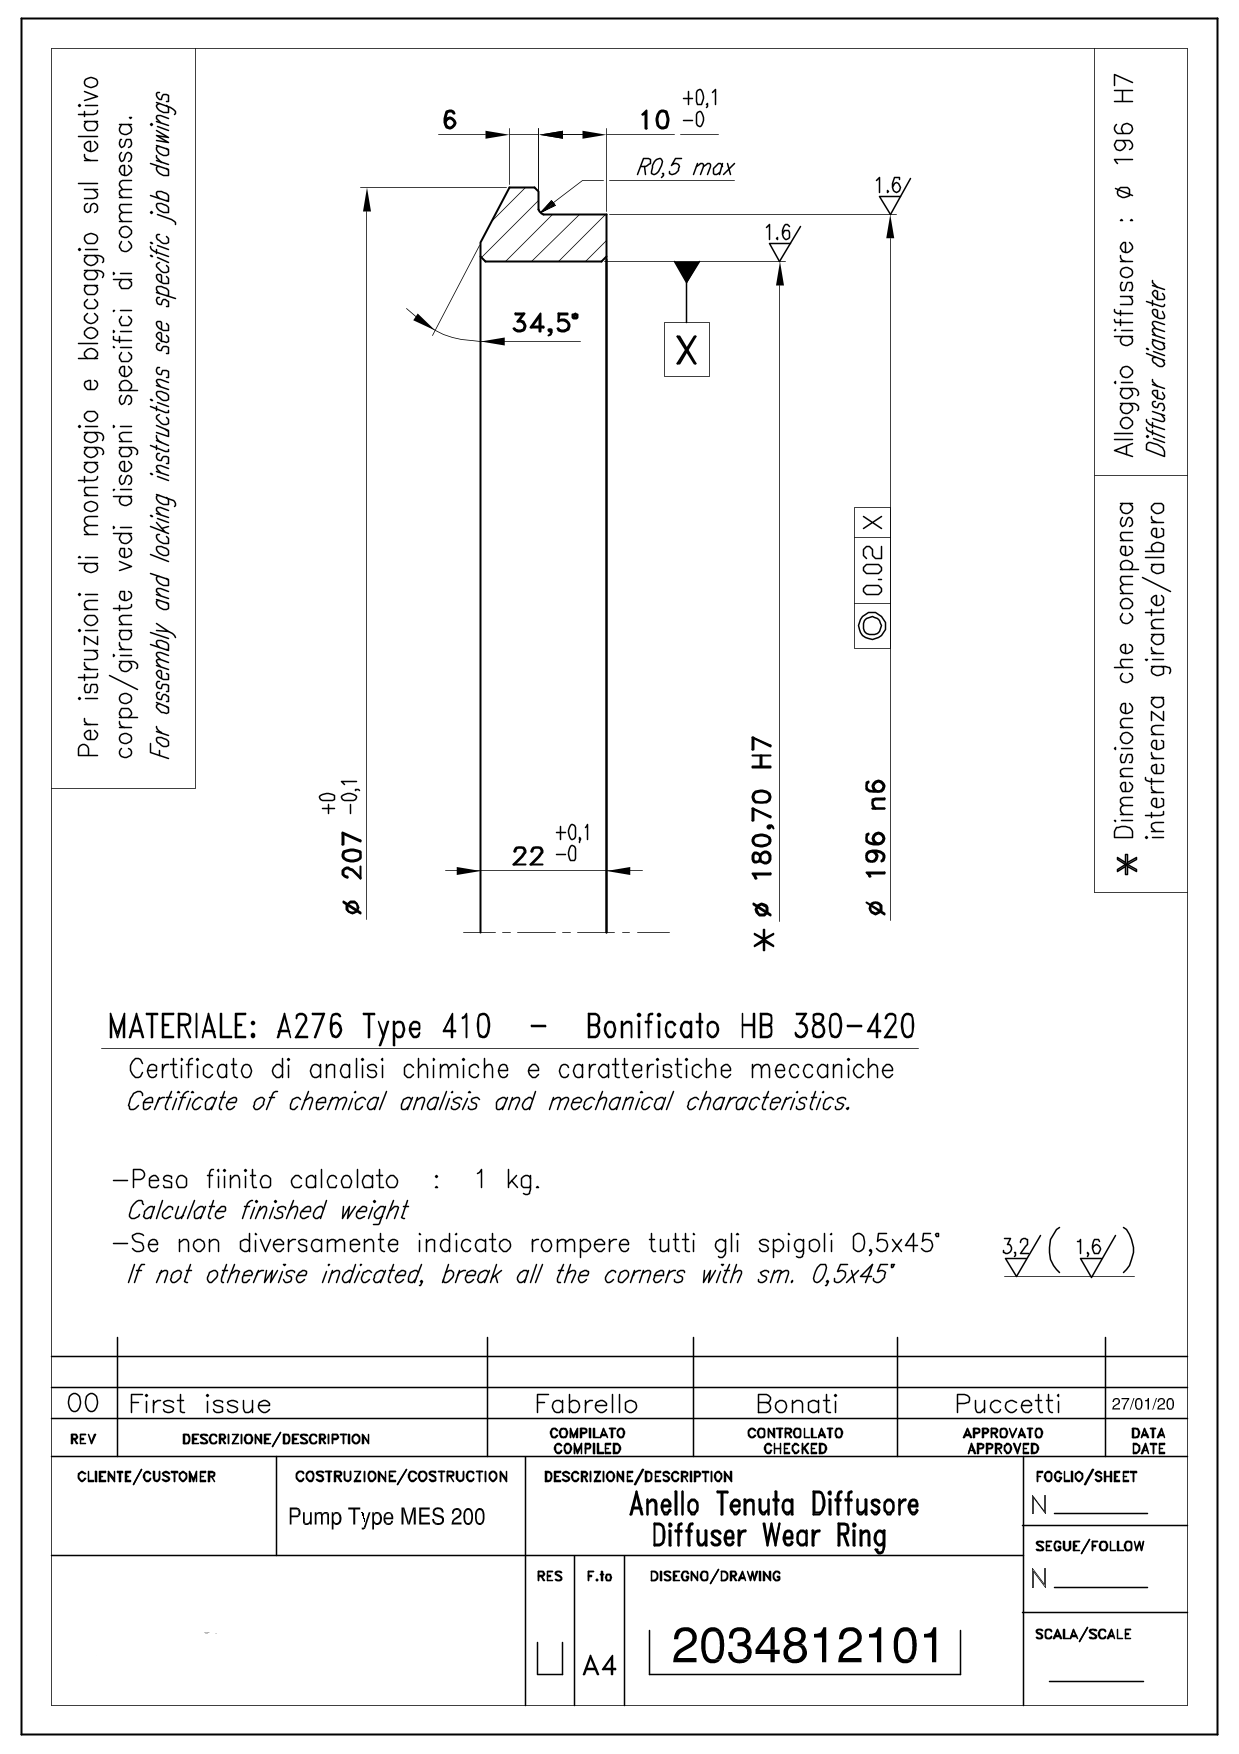 Per istruzioni di montaggio e bloccaggio sul relativo
corpo/girante vedi disegni specifici di commessa.
For assembly and locking instructions see specific job drawings
6
10 +0,1 -0
R0,5 max
1.6
1.6
34,5°
X
◎ 0.02 X
ø 207 +0 -0,1
22 +0,1 -0
* ø 180,70 H7
ø 196 n6
Alloggio diffusore : ø 196 H7
Diffuser diameter
* Dimensione che compensa
interferenza girante/albero
MATERIALE: A276 Type 410 - Bonificato HB 380-420
Certificato di analisi chimiche e caratteristiche meccaniche
Certificate of chemical analisis and mechanical characteristics.
-Peso fiinito calcolato : 1 kg.
Calculate finished weight
-Se non diversamente indicato rompere tutti gli spigoli 0,5x45°
If not otherwise indicated, break all the corners with sm. 0,5x45°
3,2 ( 1,6 )
00 First issue Fabrello Bonati Puccetti 27/01/20
REV DESCRIZIONE/DESCRIPTION COMPILATO COMPILED CONTROLLATO CHECKED APPROVATO APPROVED DATA DATE
CLIENTE/CUSTOMER
COSTRUZIONE/COSTRUCTION
Pump Type MES 200
DESCRIZIONE/DESCRIPTION
Anello Tenuta Diffusore
Diffuser Wear Ring
FOGLIO/SHEET
N
SEGUE/FOLLOW
N
SCALA/SCALE
RES
F.to
A4
DISEGNO/DRAWING
2034812101